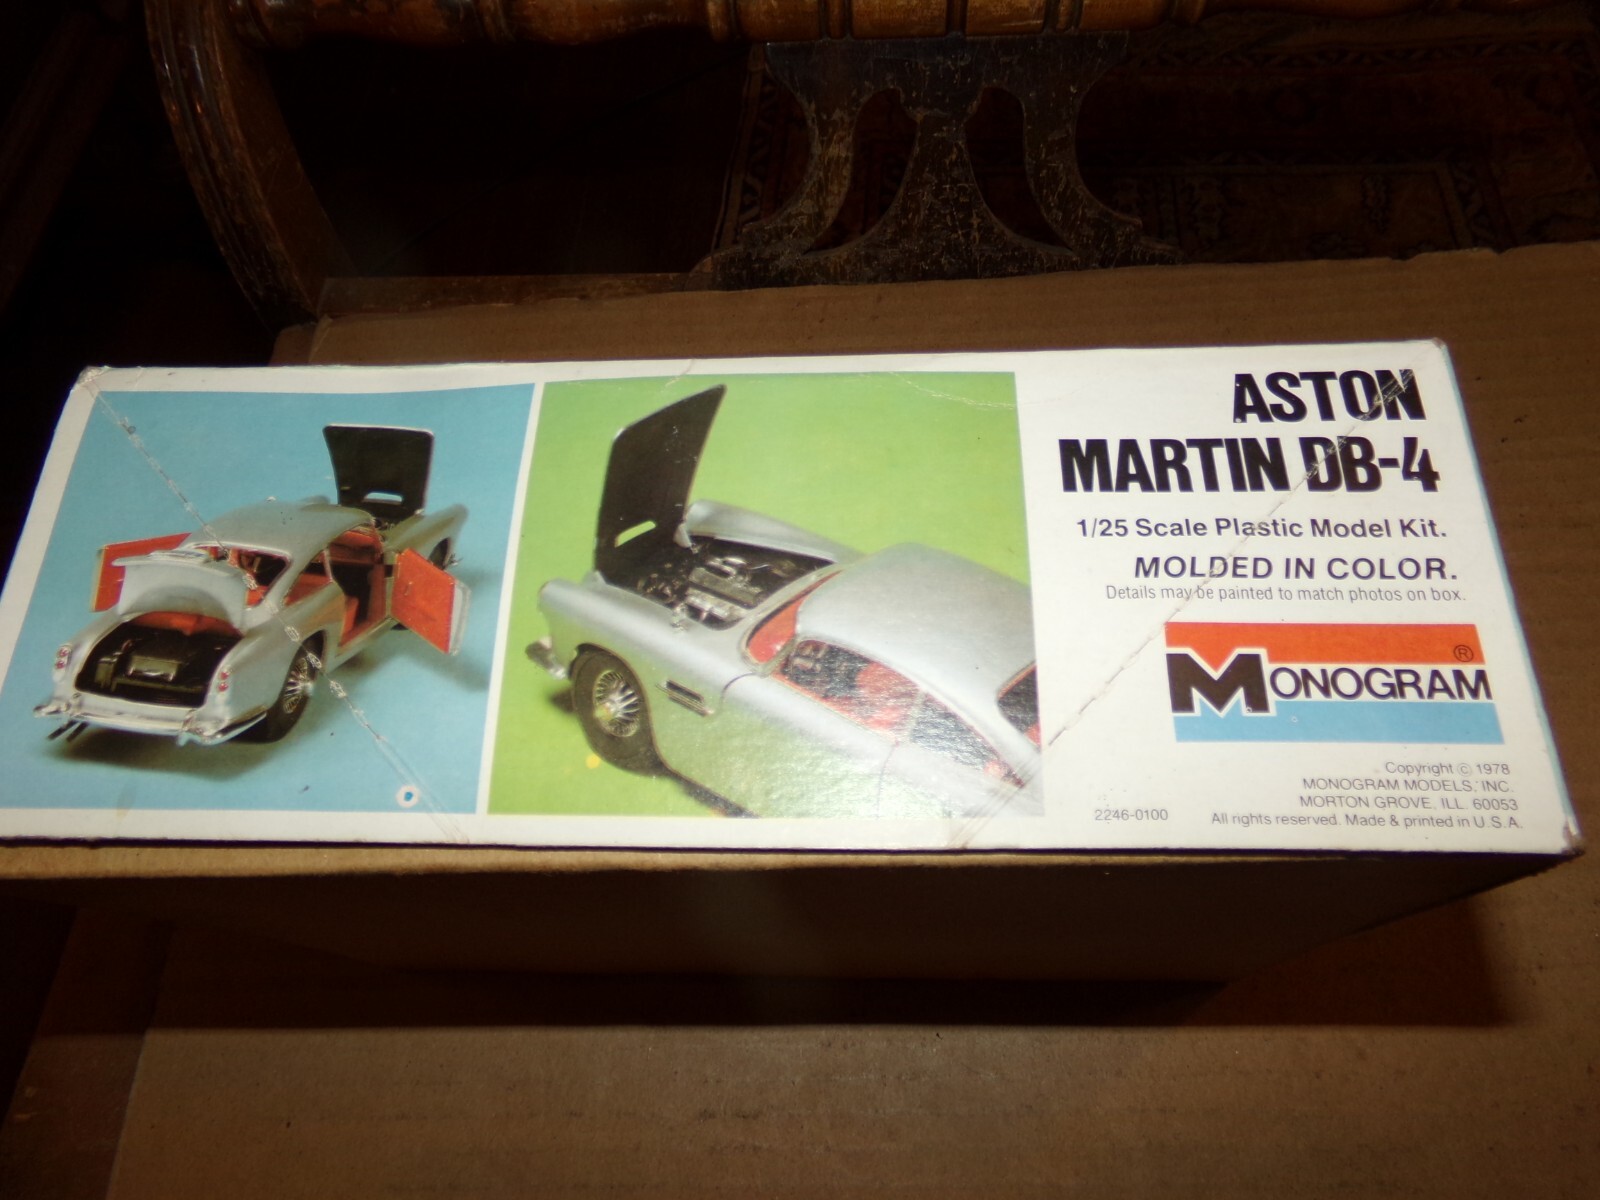 ASTON
MARTIN DB-4
1/25 Scale Plastic Model Kit.
MOLDED IN COLOR.
Details may be painted to match photos on box.
MONOGRAM®
Copyright © 1978
MONOGRAM MODELS, INC.
MORTON GROVE, ILL. 60053
2246-0100 All rights reserved. Made & printed in U.S.A.